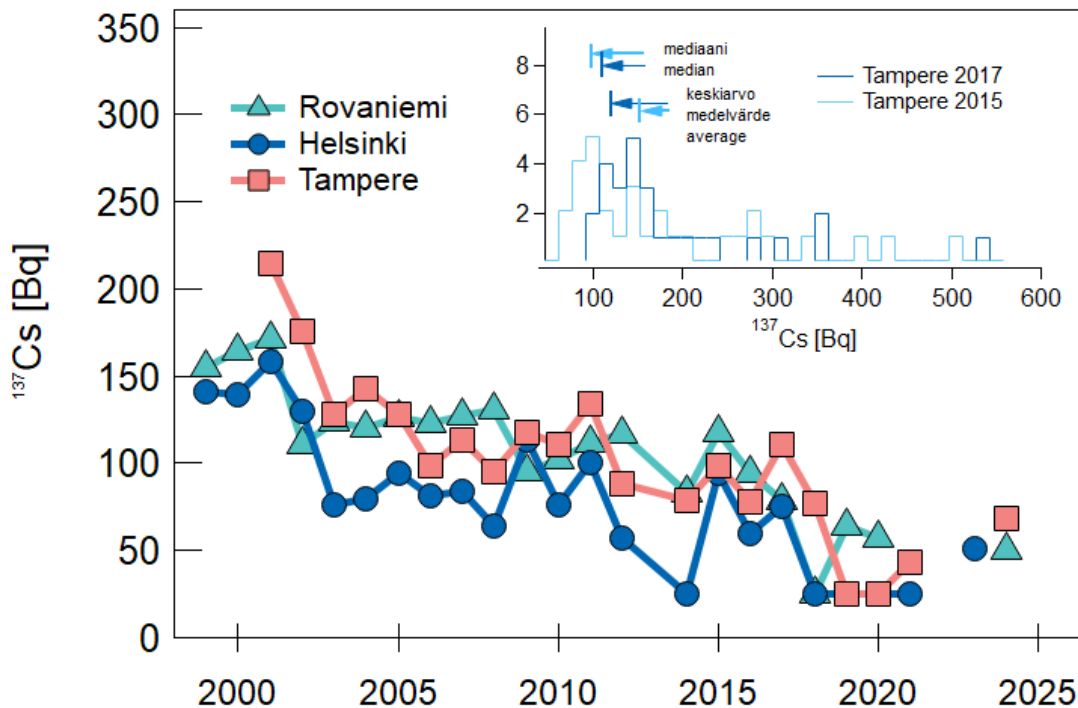 350
300
250
200
150
100
50
0
¹³⁷Cs [Bq]
Rovaniemi
Helsinki
Tampere
8
6
4
2
mediaani
median
keskiarvo
medelvärde
average
Tampere 2017
Tampere 2015
100 200 300 400 500 600
¹³⁷Cs [Bq]
2000 2005 2010 2015 2020 2025